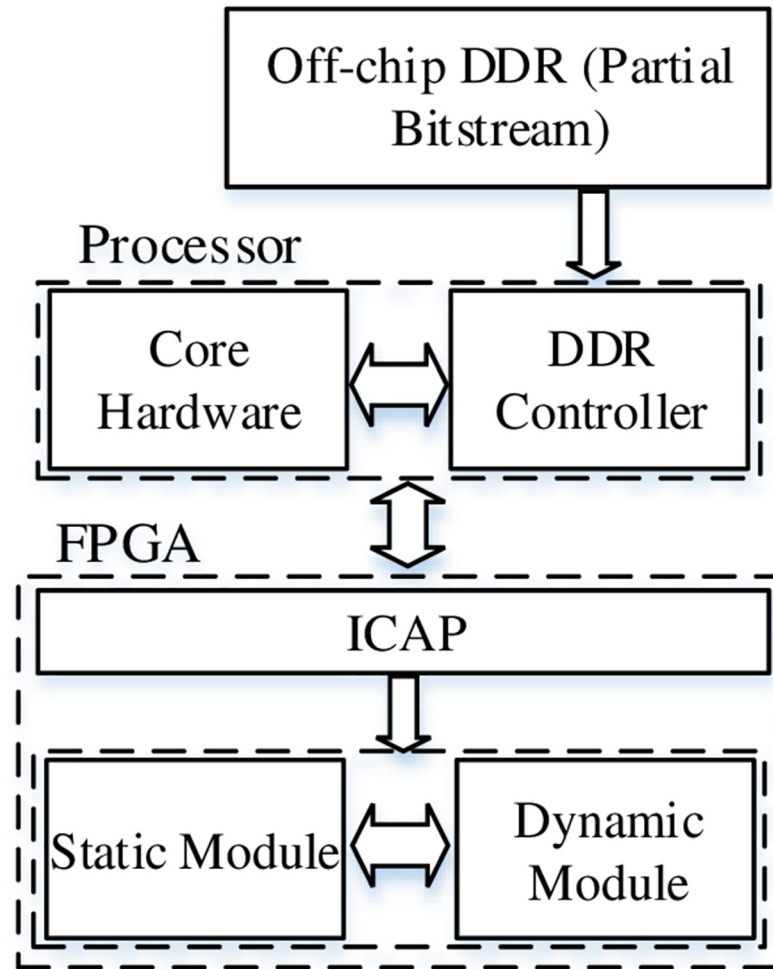 Off-chip DDR (Partial
Bitstream)
Processor
Core
Hardware
DDR
Controller
FPGA
ICAP
Static Module
Dynamic
Module